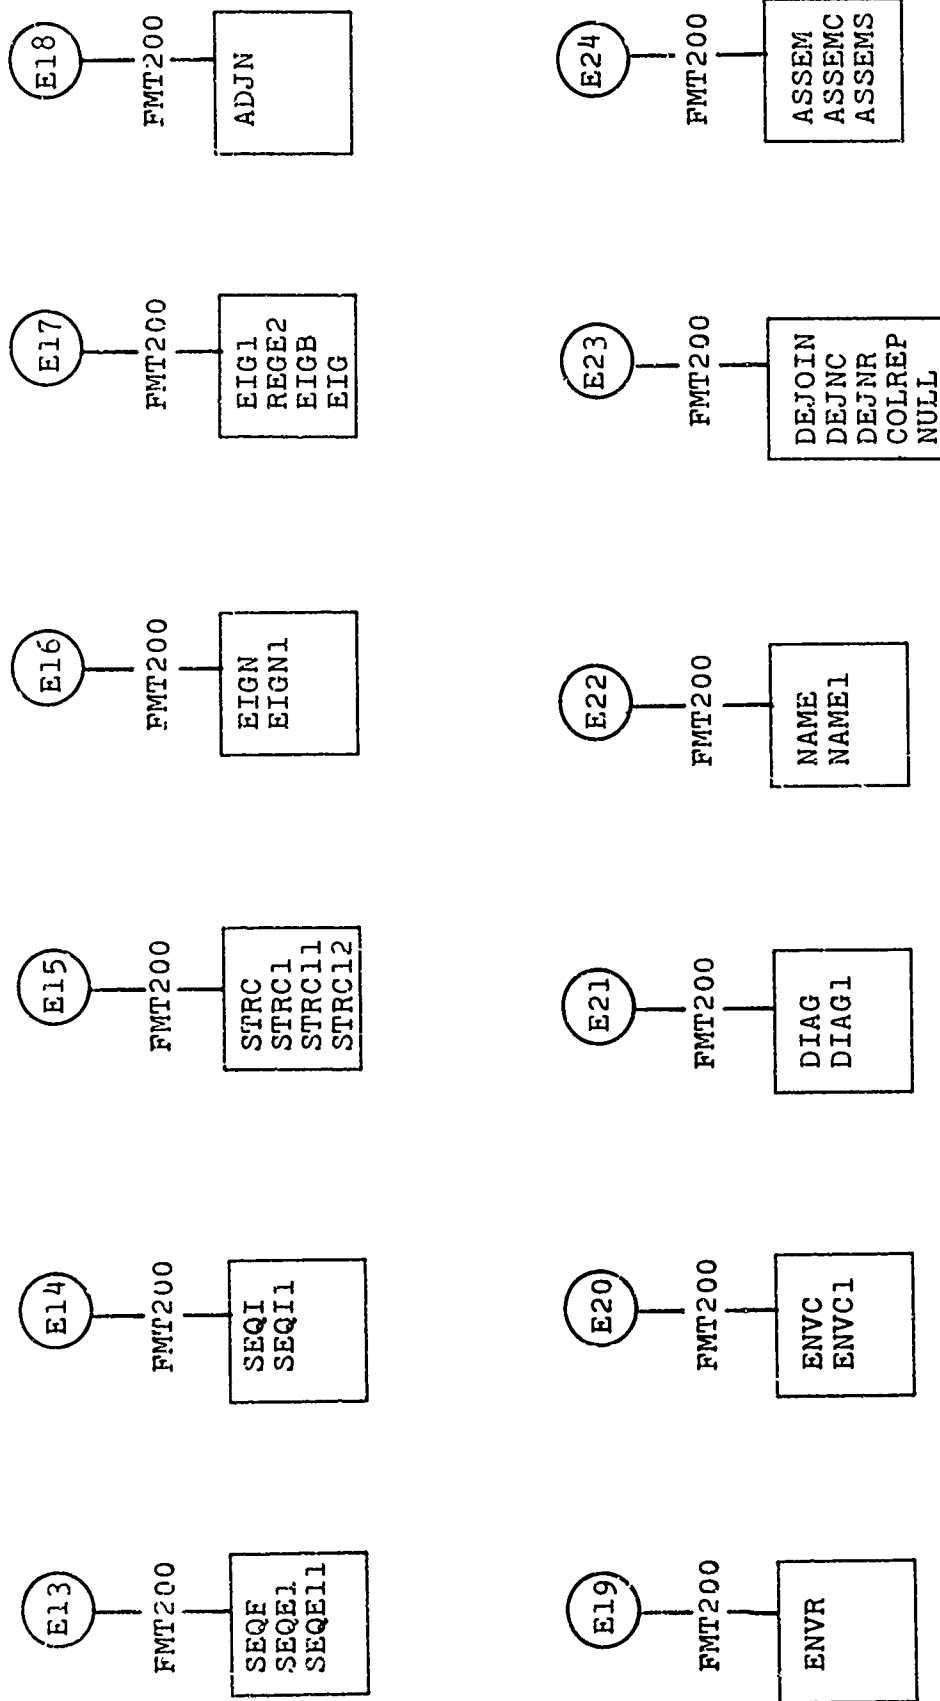 E13
FMT200
SEQE
SEQE1
SEQE11
E14
FMT200
SEQI
SEQI1
E15
FMT200
STRC
STRC1
STRC11
STRC12
E16
FMT200
EIGN
EIGN1
E17
FMT200
EIG1
REGE2
EIGB
EIG
E18
FMT200
ADJN
E19
FMT200
ENVR
E20
FMT200
ENVC
ENVC1
E21
FMT200
DIAG
DIAG1
E22
FMT200
NAME
NAME1
E23
FMT200
DEJOIN
DEJNC
DEJNR
COLREP
NULL
E24
FMT200
ASSEM
ASSEMC
ASSEMS